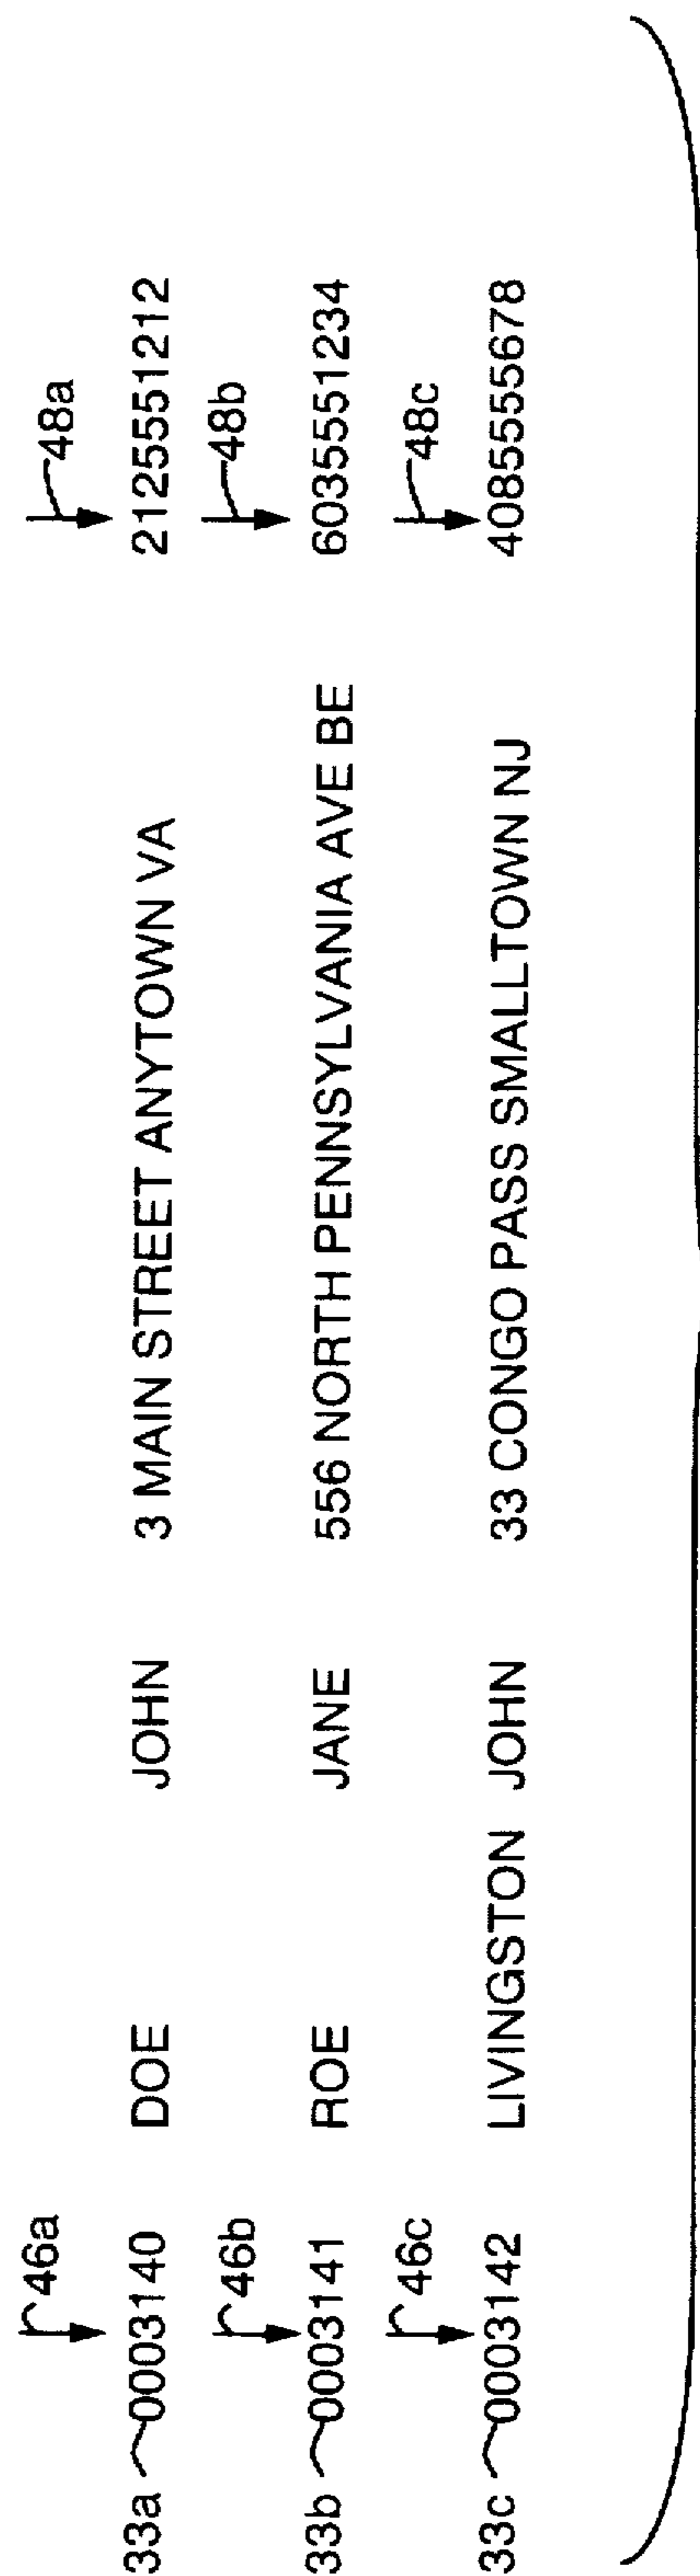 46a 48a
33a 0003140 DOE JOHN 3 MAIN STREET ANYTOWN VA 2125551212
46b 48b
33b 0003141 ROE JANE 556 NORTH PENNSYLVANIA AVE BE 6035551234
46c 48c
33c 0003142 LIVINGSTON JOHN 33 CONGO PASS SMALLTOWN NJ 4085555678